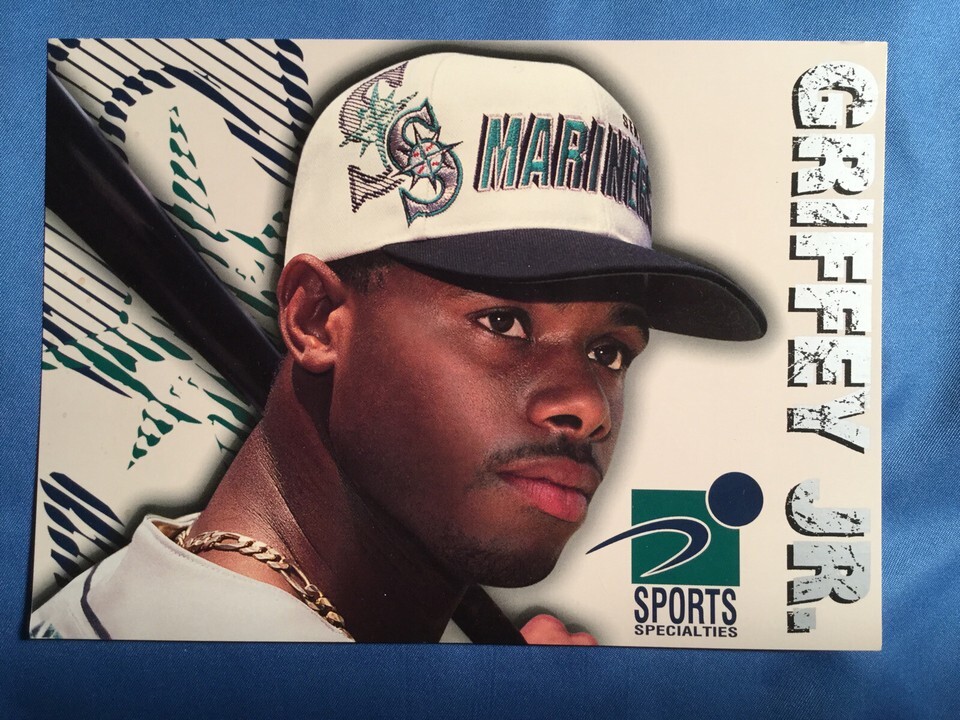 S
MARINERS
GRIFFEY JR.
SPORTS
SPECIALTIES